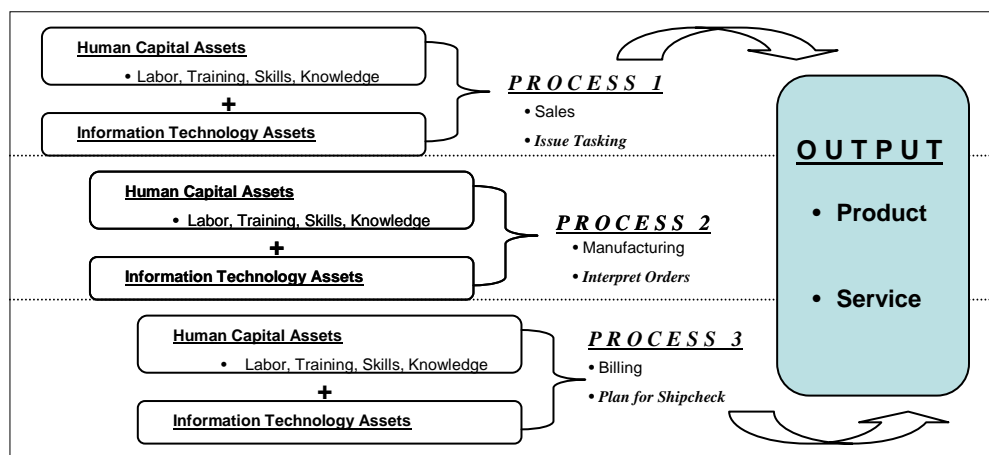 Human Capital Assets
• Labor, Training, Skills, Knowledge
+
Information Technology Assets
PROCESS 1
• Sales
• Issue Tasking
Human Capital Assets
• Labor, Training, Skills, Knowledge
+
Information Technology Assets
PROCESS 2
• Manufacturing
• Interpret Orders
Human Capital Assets
• Labor, Training, Skills, Knowledge
+
Information Technology Assets
PROCESS 3
• Billing
• Plan for Shipcheck
OUTPUT
• Product
• Service